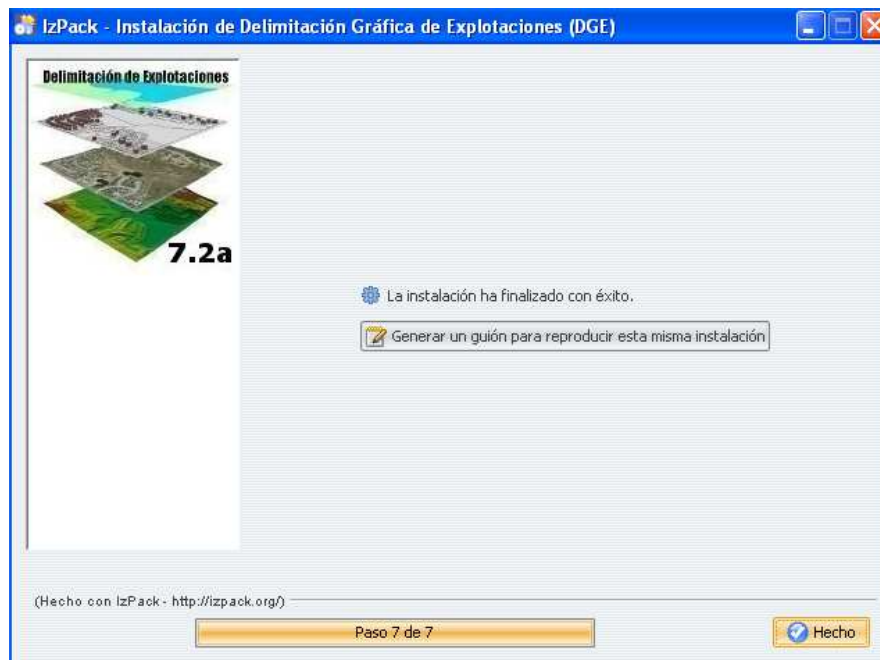 IzPack - Instalación de Delimitación Gráfica de Explotaciones (DGE)
Delimitación de Explotaciones
7.2a
La instalación ha finalizado con éxito.
Generar un guión para reproducir esta misma instalación
(Hecho con IzPack - http://izpack.org/)
Paso 7 de 7
Hecho